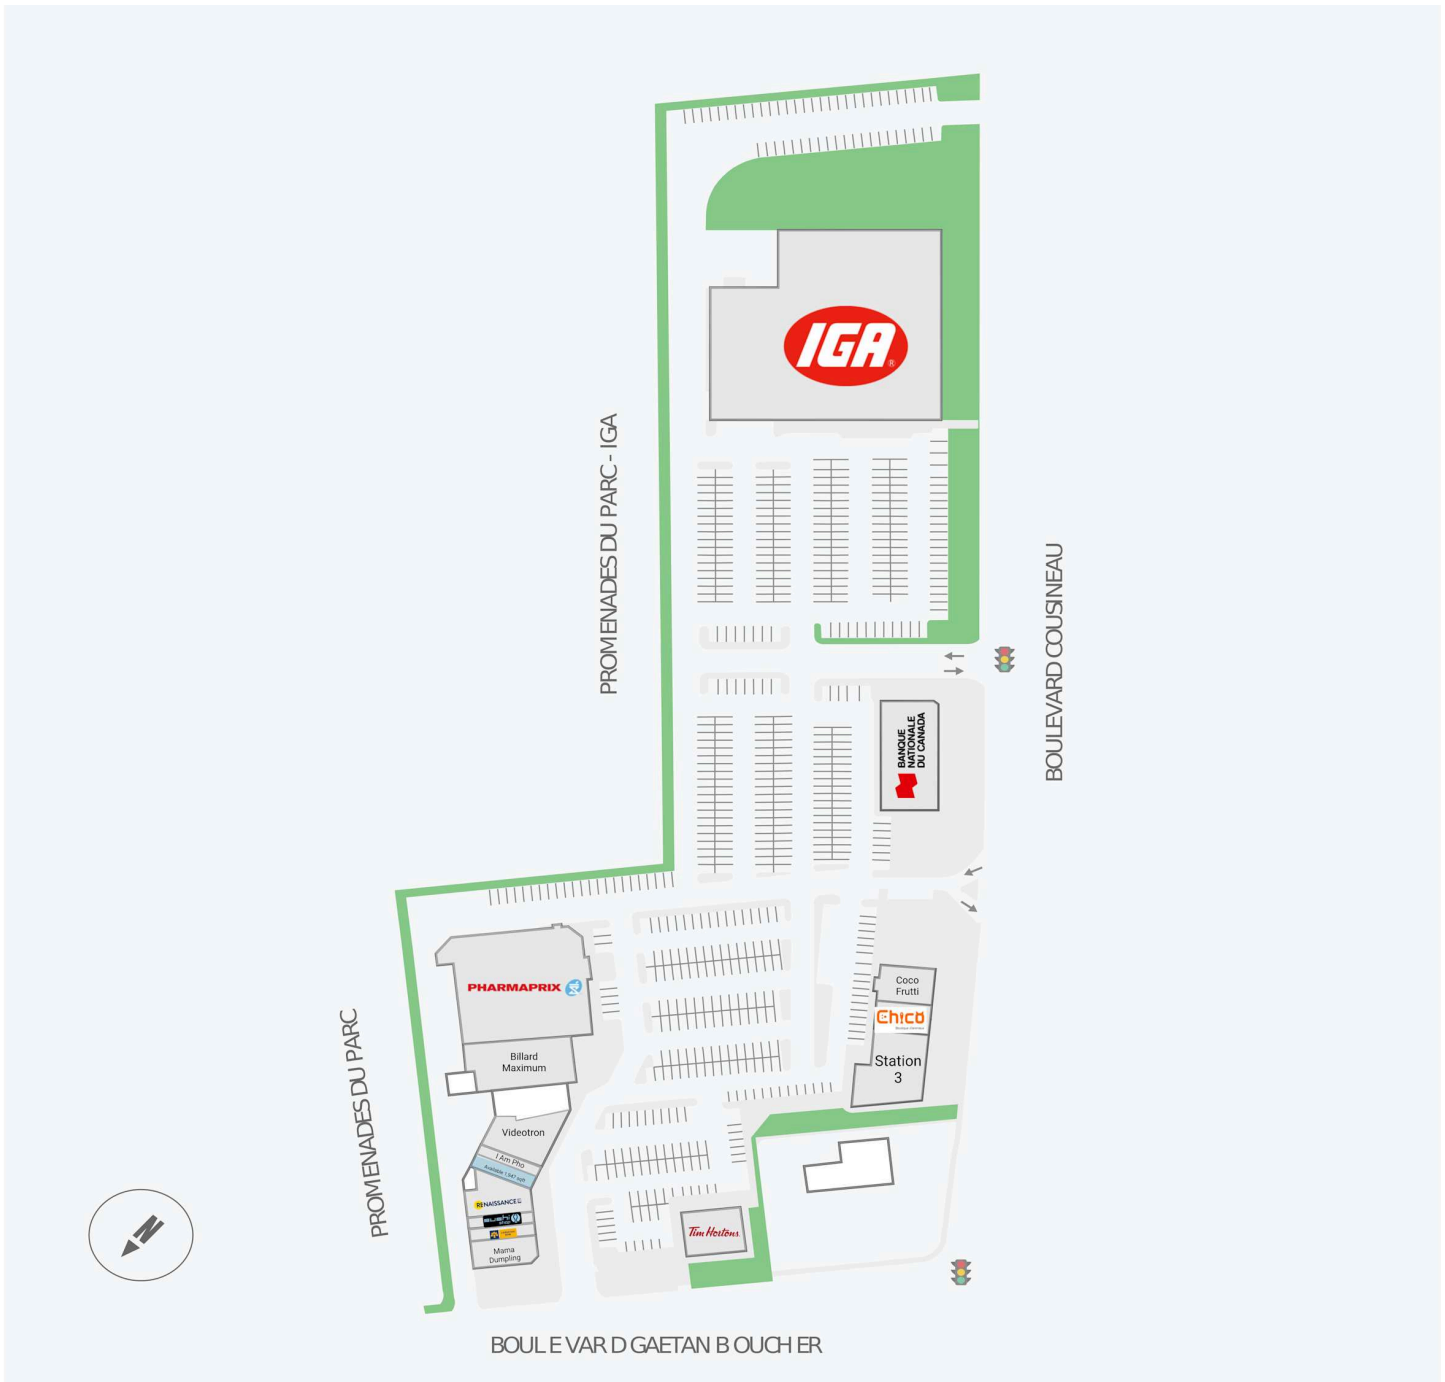 IGA
®
PROMENADES DU PARC - IGA
BOULEVARD COUSINEAU
BANQUE
NATIONALE
DU CANADA
PHARMAPRIX
Billard
Maximum
Coco
Frutti
Chico
Station
3
Videotron
I Am Pho
RENAISSANCE
Mama
Dumpling
Tim Hortons
PROMENADES DU PARC
N
BOULEVARD GAETAN BOUCHER